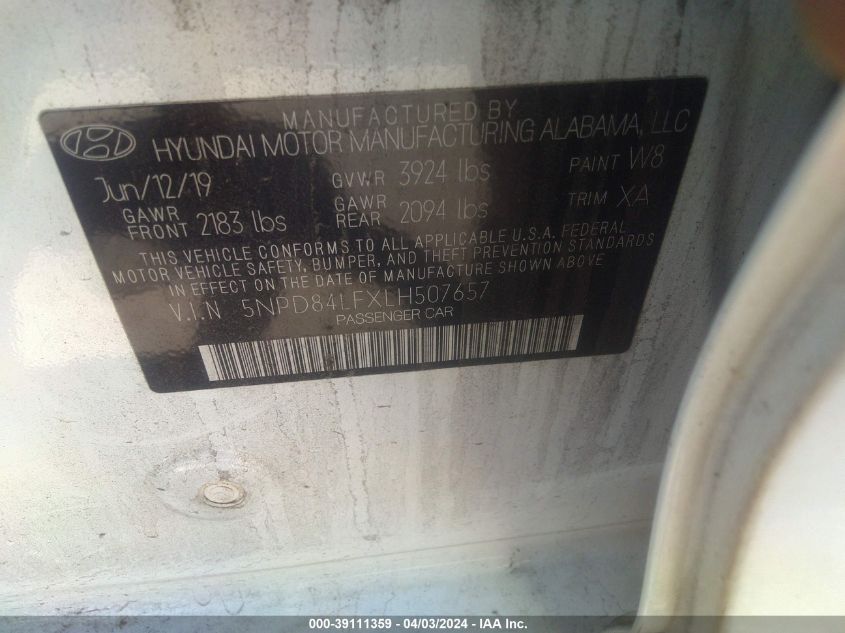 MANUFACTURED BY
HYUNDAI MOTOR MANUFACTURING ALABAMA, LLC
Jun/12/19 GVWR 3924 lbs PAINT W8
GAWR FRONT 2183 lbs GAWR REAR 2094 lbs TRIM XA
THIS VEHICLE CONFORMS TO ALL APPLICABLE U.S.A. FEDERAL
MOTOR VEHICLE SAFETY, BUMPER, AND THEFT PREVENTION STANDARDS
IN EFFECT ON THE DATE OF MANUFACTURE SHOWN ABOVE
V.I.N 5NPD84LFXLH507657
PASSENGER CAR
000-39111359 - 04/03/2024 - IAA Inc.